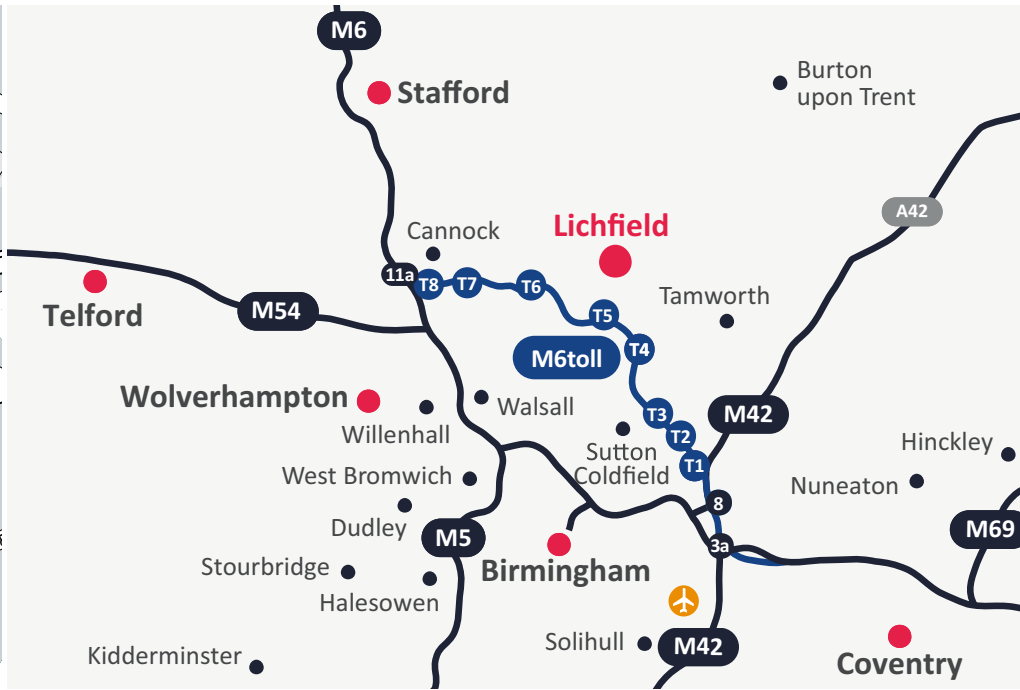 M6
Stafford
Burton
upon Trent
A42
Cannock
Lichfield
11a
T8
T7
T6
Tamworth
Telford
M54
T5
T4
M6toll
Wolverhampton
Walsall
T3
M42
Willenhall
T2
Sutton
Coldfield
T1
Hinckley
West Bromwich
Nuneaton
8
Dudley
M5
M69
3a
Stourbridge
Birmingham
Halesowen
Solihull
M42
Kidderminster
Coventry